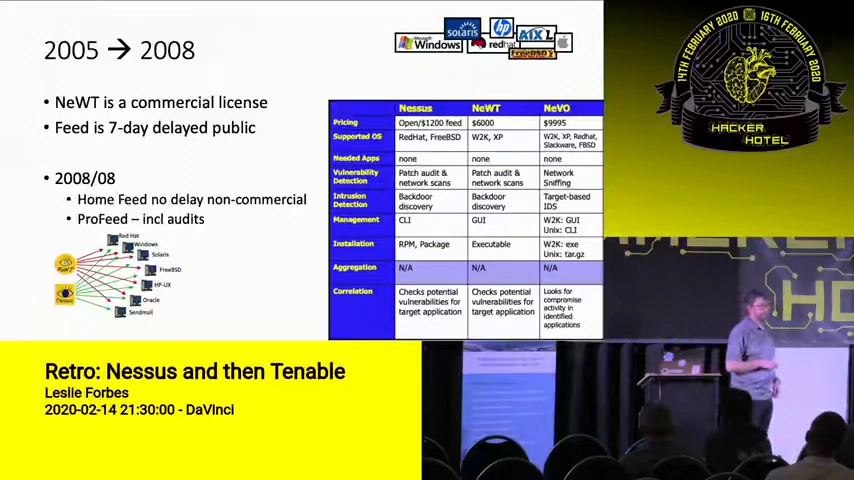 2005 → 2008
Microsoft
Windows
solaris
hp
redhat
AIX L
FreeBSD
• NeWT is a commercial license
• Feed is 7-day delayed public
2008/08
• Home Feed no delay non-commercial
• ProFeed – incl audits
Red Hat
Windows
Solaris
FreeBSD
HP-UX
Oracle
Sendmail
NeWT
Nessus
Nessus NeWT NeVO
Pricing Open/$1200 feed $6000 $9995
Supported OS RedHat, FreeBSD W2K, XP W2K, XP, Redhat, Slackware, FBSD
Needed Apps none none none
Vulnerability Detection Patch audit & network scans Patch audit & network scans Network Sniffing
Intrusion Detection Backdoor discovery Backdoor discovery Target-based IDS
Management CLI GUI W2K: GUI Unix: CLI
Installation RPM, Package Executable W2K: exe Unix: tar.gz
Aggregation N/A N/A N/A
Correlation Checks potential vulnerabilities for target application Checks potential vulnerabilities for target application Looks for compromise activity in identified applications
14TH FEBRUARY 2020 16TH FEBRUARY 2020
HACKER
HOTEL
Retro: Nessus and then Tenable
Leslie Forbes
2020-02-14 21:30:00 - DaVinci